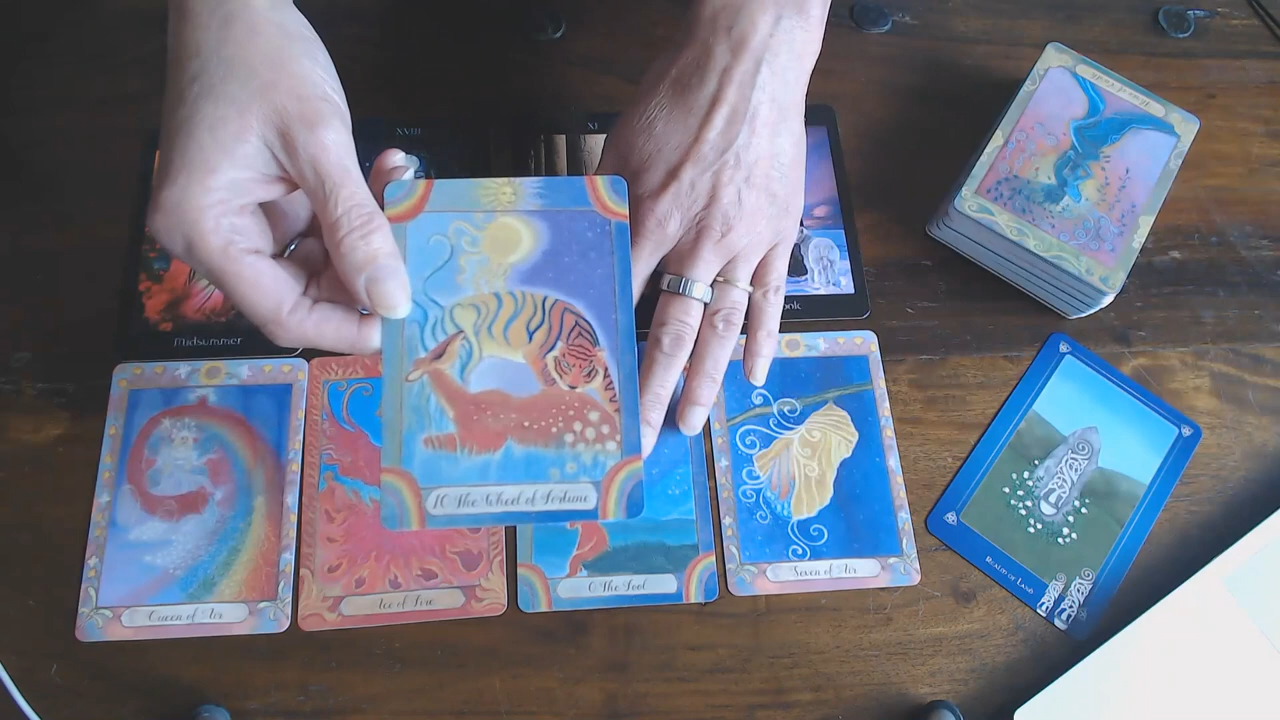 XVIII
XI
Midsummer
10 The Wheel of Fortune
Queen of Air
Ace of Fire
0 The Fool
Seven of Air
Realm of Land